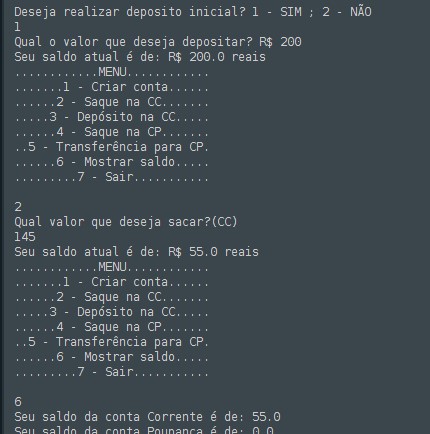 Deseja realizar deposito inicial? 1 - SIM ; 2 - NÃO
1
Qual o valor que deseja depositar? R$ 200
Seu saldo atual é de: R$ 200.0 reais
............MENU............
.......1 - Criar conta......
......2 - Saque na CC.......
.....3 - Depósito na CC.....
......4 - Saque na CP.......
..5 - Transferência para CP.
......6 - Mostrar saldo.....
.........7 - Sair...........
2
Qual valor que deseja sacar?(CC)
145
Seu saldo atual é de: R$ 55.0 reais
............MENU............
.......1 - Criar conta......
......2 - Saque na CC.......
.....3 - Depósito na CC.....
......4 - Saque na CP.......
..5 - Transferência para CP.
......6 - Mostrar saldo.....
.........7 - Sair...........
6
Seu saldo da conta Corrente é de: 55.0
Seu saldo da conta Poupança é de: 0.0